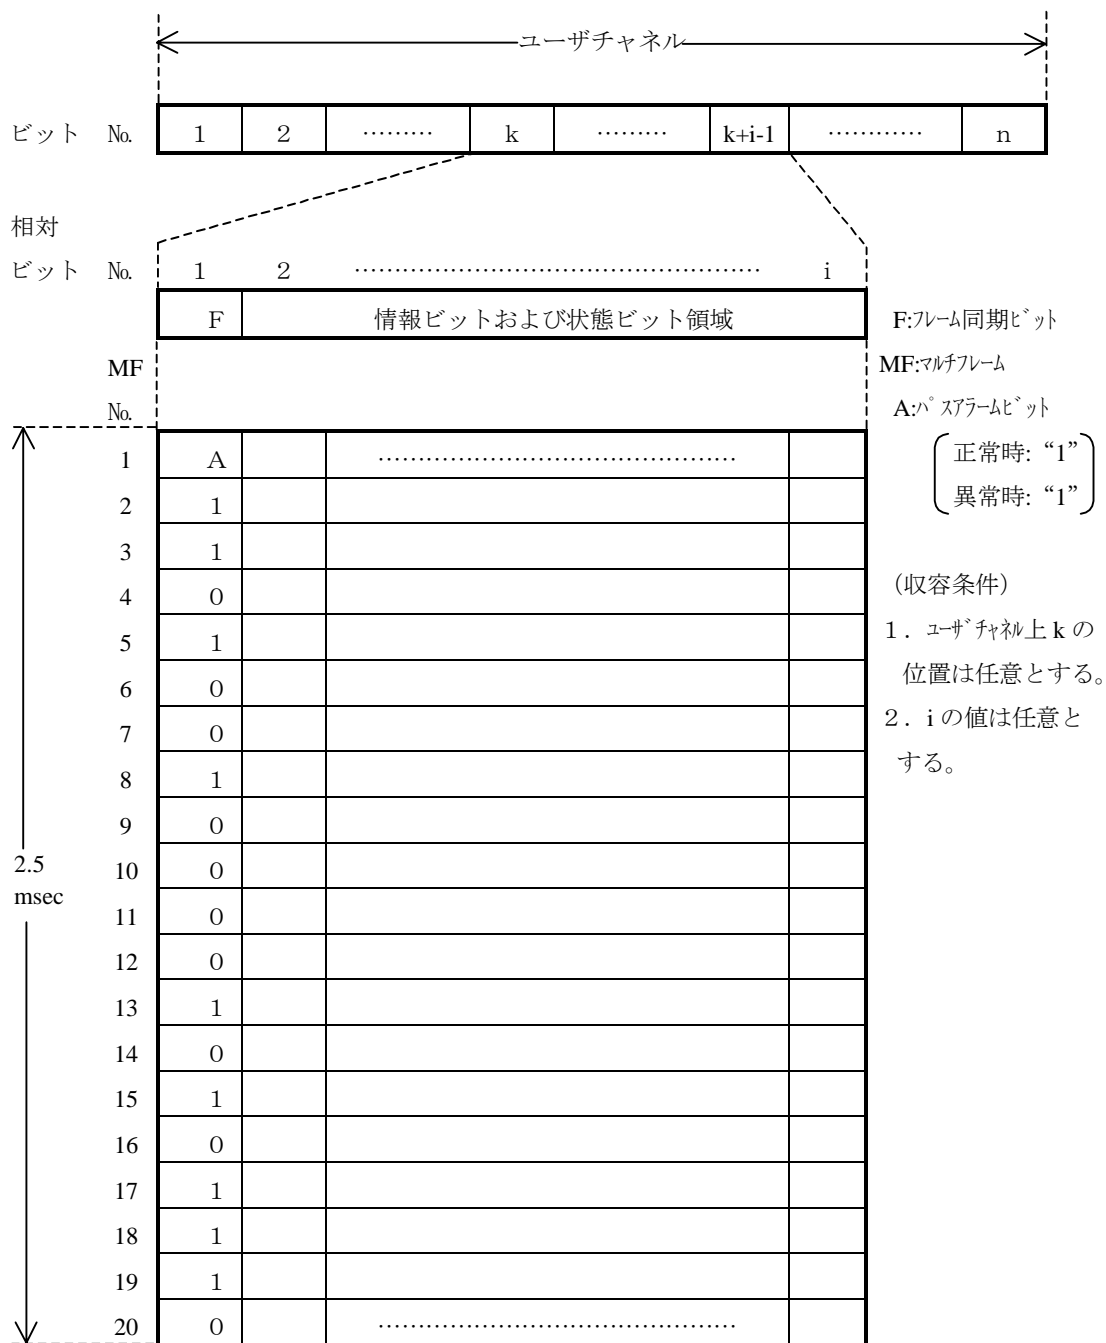 ユーザチャネル
ビット № 1 2 ……… k ……… k+i-1 ………… n
相対
ビット № 1 2 …………………………………………… i
F 情報ビットおよび状態ビット領域 F:ﾌﾚｰﾑ同期ﾋﾞｯﾄ
MF MF:ﾏﾙﾁﾌﾚｰﾑ
№ A:ﾊﾟｽｱﾗｰﾑﾋﾞｯﾄ
1 A ……………………………………… 正常時: “1”
2 1 異常時: “1”
3 1
4 0 (収容条件)
5 1 1. ﾕｰｻﾞﾁｬﾈﾙ上 k の
6 0 位置は任意とする。
7 0 2. i の値は任意と
8 1 する。
9 0
2.5
10 0
msec
11 0
12 0
13 1
14 0
15 1
16 0
17 1
18 1
19 1
20 0 ………………………………………